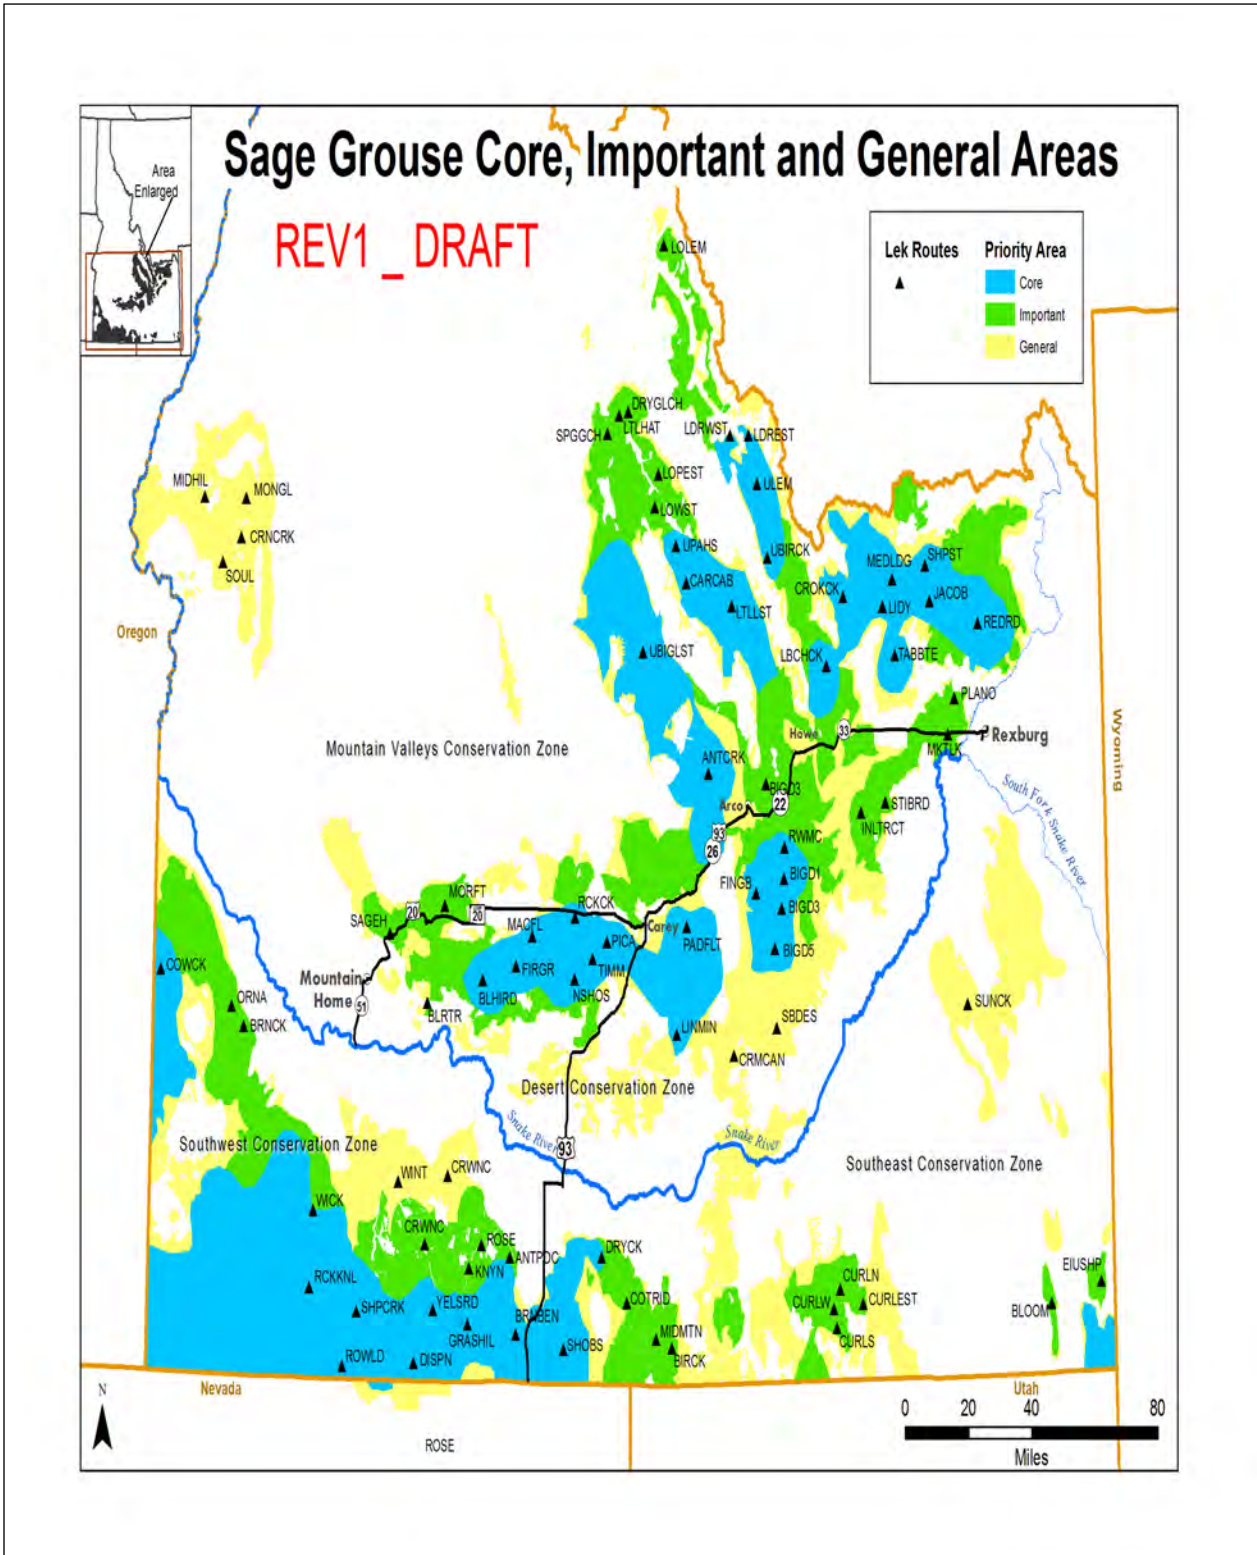 Sage Grouse Core, Important and General Areas
REV1 _ DRAFT
Area
Enlarged
Lek Routes
Priority Area
Core
Important
General
LOLEM
DRYGLCH
LTLHAT
SPGGCH
LDRWST
LDREST
LOPEST
ULEM
LOWST
MIDHIL
MONGL
CRNCRK
SOUL
UPAHS
UBIRCK
MEDLDG
SHPST
CARCAB
CROKCK
LTLLST
LIDY
JACOB
REDRD
Oregon
UBIGLST
LBCHCK
TABBTE
PLANO
Wyoming
Mountain Valleys Conservation Zone
Howe
33
MKTLK
Rexburg
ANTCRK
BIGD3
South Fork Snake River
Arco
22
STIBRD
INLTRCT
93
26
RWMC
FINGB
BIGD1
BIGD3
MORFT
RCKCK
SAGEH
20
20
MACFL
Carey
PICA
PADFLT
BIGD5
COWCK
FIRGR
TIMM
Mountain
Home
51
BLHIRD
NSHOS
ORNA
BLRTR
SUNCK
BRNCK
LINMIN
SBDES
CRMCAN
Desert Conservation Zone
Snake River
Snake River
93
Southwest Conservation Zone
Southeast Conservation Zone
WINT
CRWNC
WICK
CRWNC
ROSE
ANTPDC
DRYCK
KNYN
EIUSHP
RCKKNL
CURLN
COTRID
CURLW
CURLEST
BLOOM
SHPCRK
YELSRD
GRASHIL
BRNBEN
SHOBS
MIDMTN
CURLS
BIRCK
ROWLD
DISPN
Nevada
Utah
N
0
20
40
80
Miles
ROSE